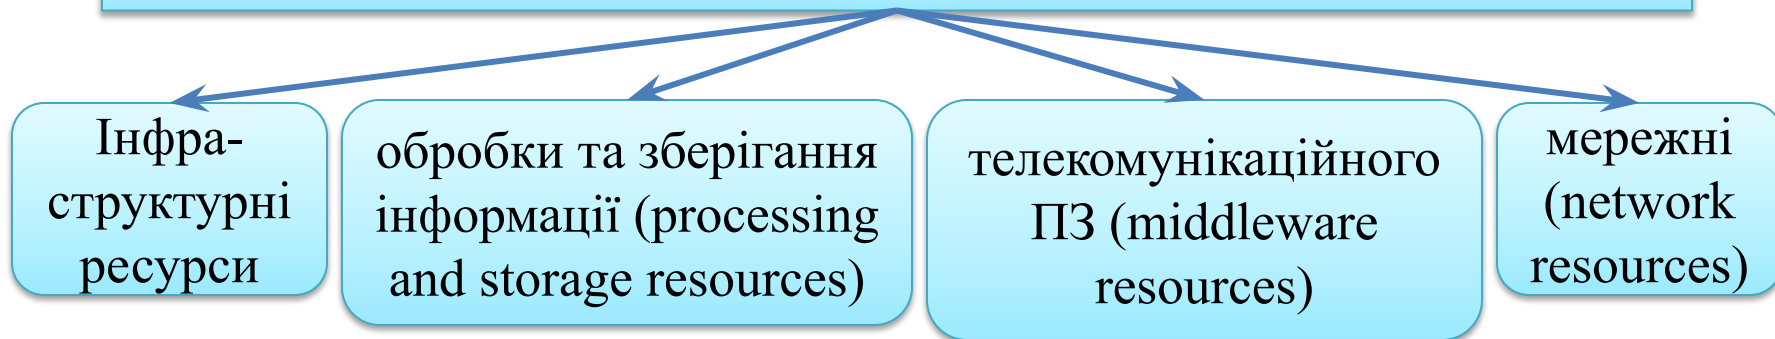 Інфра-
структурні
ресурси
обробки та зберігання
інформації (processing
and storage resources)
телекомунікаційного
ПЗ (middleware
resources)
мережні
(network
resources)